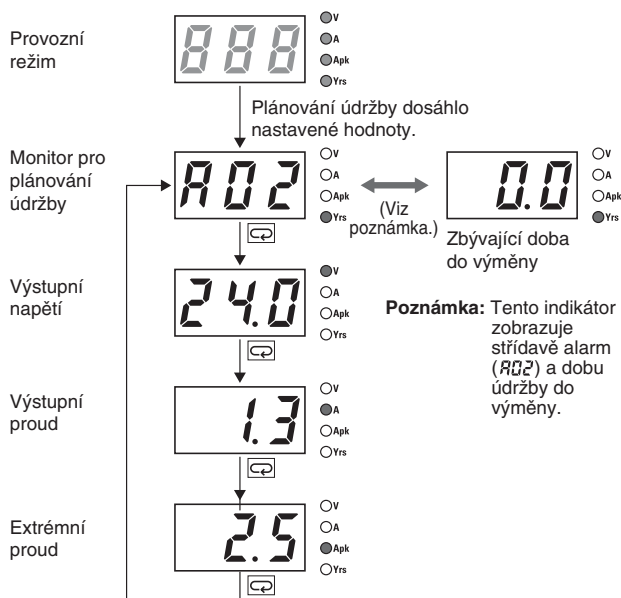 Provozní
režim
888
V
A
Apk
Yrs
Plánování údržby dosáhlo
nastavené hodnoty.
Monitor pro
plánování
údržby
A02
V
A
Apk
Yrs
(Viz
poznámka.)
0.0
V
A
Apk
Yrs
Zbývající doba
do výměny
Výstupní
napětí
24.0
V
A
Apk
Yrs
Poznámka: Tento indikátor
zobrazuje
střídavě alarm
(A02) a dobu
údržby do
výměny.
Výstupní
proud
1.3
V
A
Apk
Yrs
Extrémní
proud
2.5
V
A
Apk
Yrs